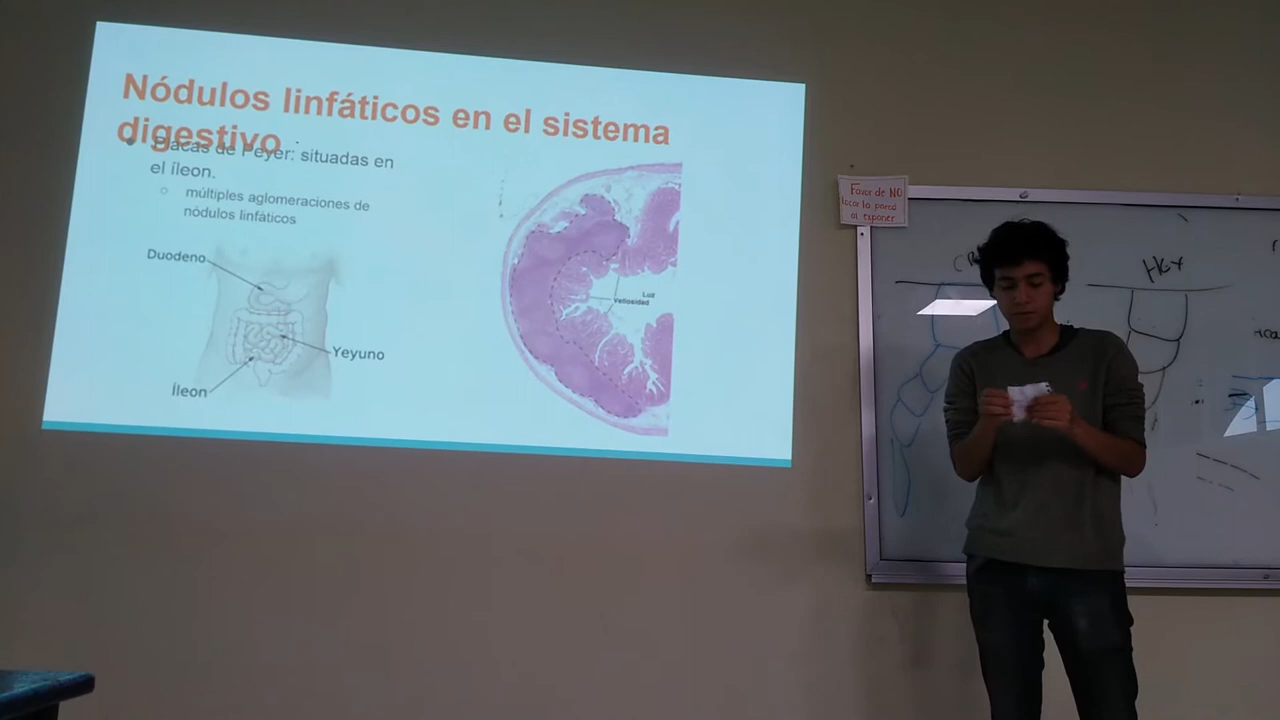 Nódulos linfáticos en el sistema
digestivo
Placas de Peyer: situadas en
el íleon.
múltiples aglomeraciones de
nódulos linfáticos
Duodeno
Yeyuno
Íleon
Luz
Vellosidad
Favor de NO
tocar la pared
al exponer